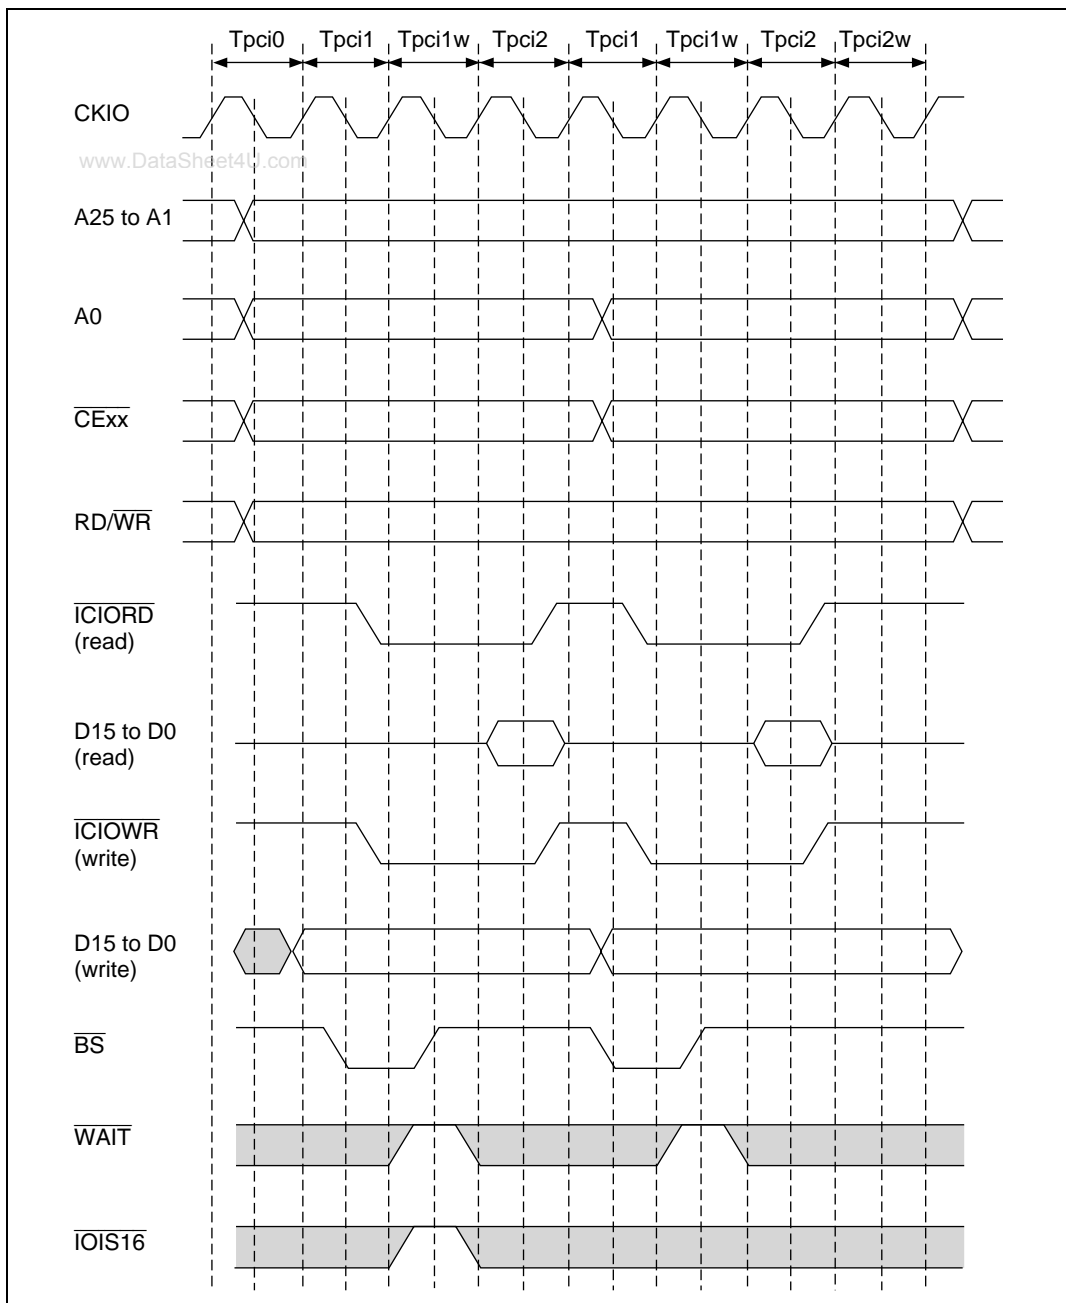 Tpci0 Tpci1 Tpci1w Tpci2 Tpci1 Tpci1w Tpci2 Tpci2w
CKIO
www.DataSheet4U.com
A25 to A1
A0
CExx
RD/WR
ICIORD
(read)
D15 to D0
(read)
ICIOWR
(write)
D15 to D0
(write)
BS
WAIT
IOIS16